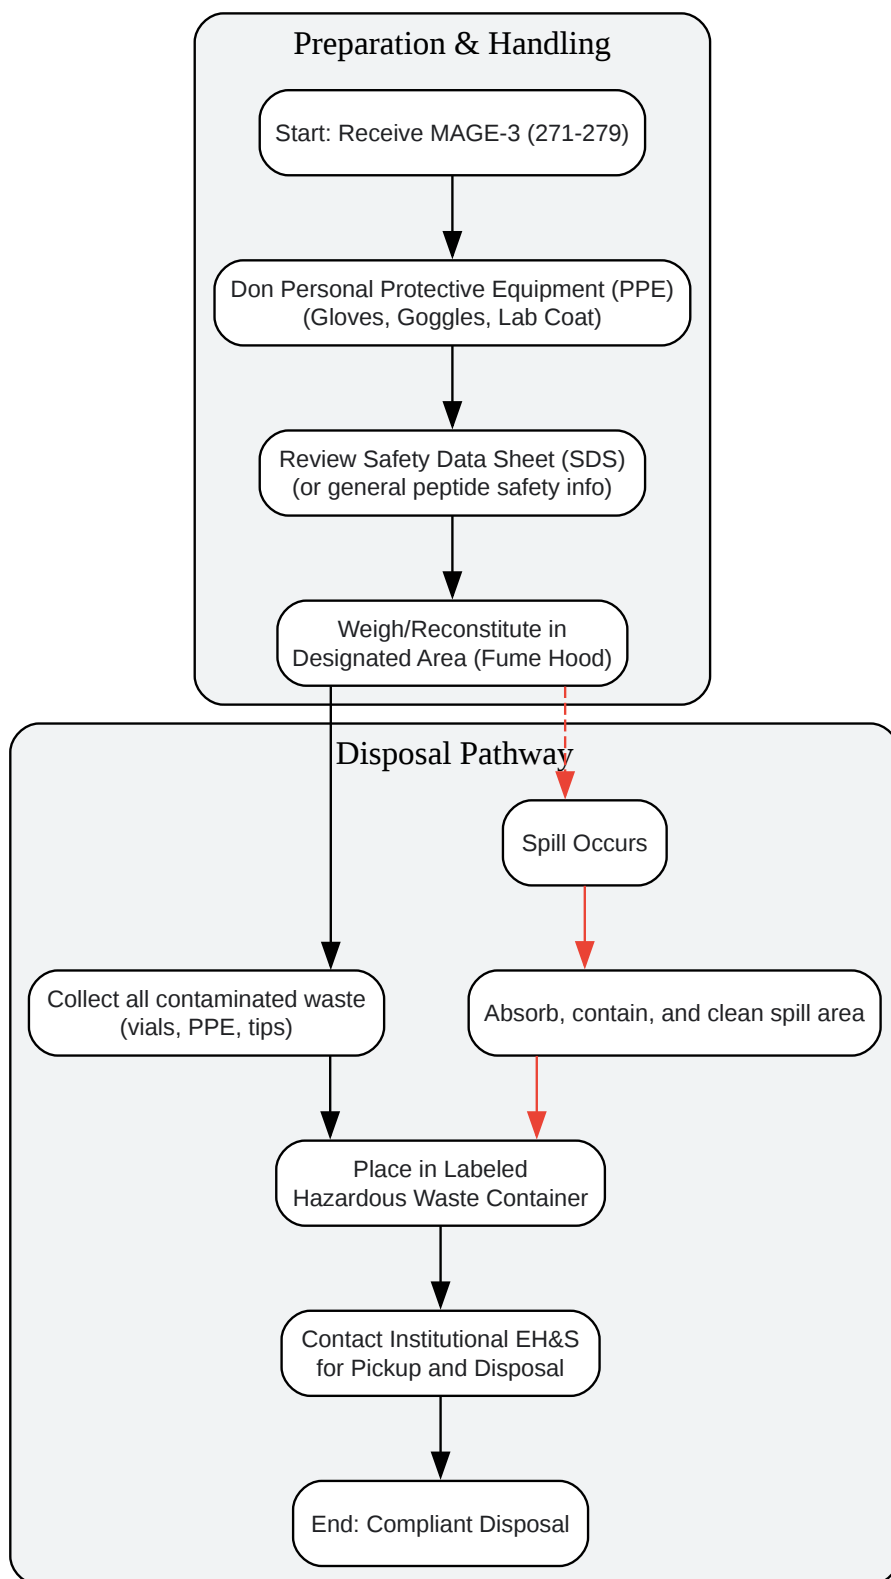 Preparation & Handling
Start: Receive MAGE-3 (271-279)
Don Personal Protective Equipment (PPE)
(Gloves, Goggles, Lab Coat)
Review Safety Data Sheet (SDS)
(or general peptide safety info)
Weigh/Reconstitute in
Designated Area (Fume Hood)
Disposal Pathway
Spill Occurs
Collect all contaminated waste
(vials, PPE, tips)
Absorb, contain, and clean spill area
Place in Labeled
Hazardous Waste Container
Contact Institutional EH&S
for Pickup and Disposal
End: Compliant Disposal